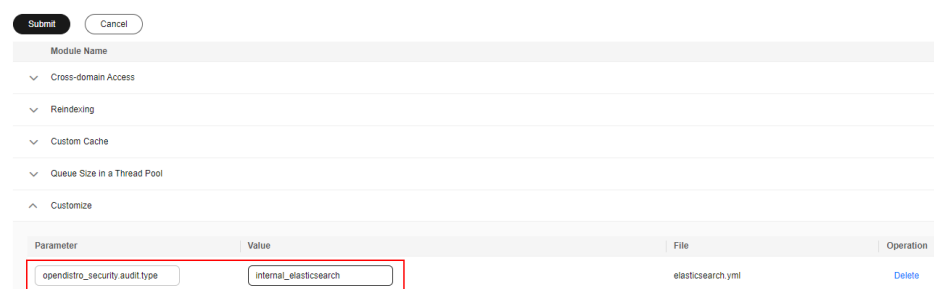 Submit Cancel
Module Name
Cross-domain Access
Reindexing
Custom Cache
Queue Size in a Thread Pool
Customize
Parameter Value File Operation
opendistro_security.audit.type internal_elasticsearch elasticsearch.yml Delete